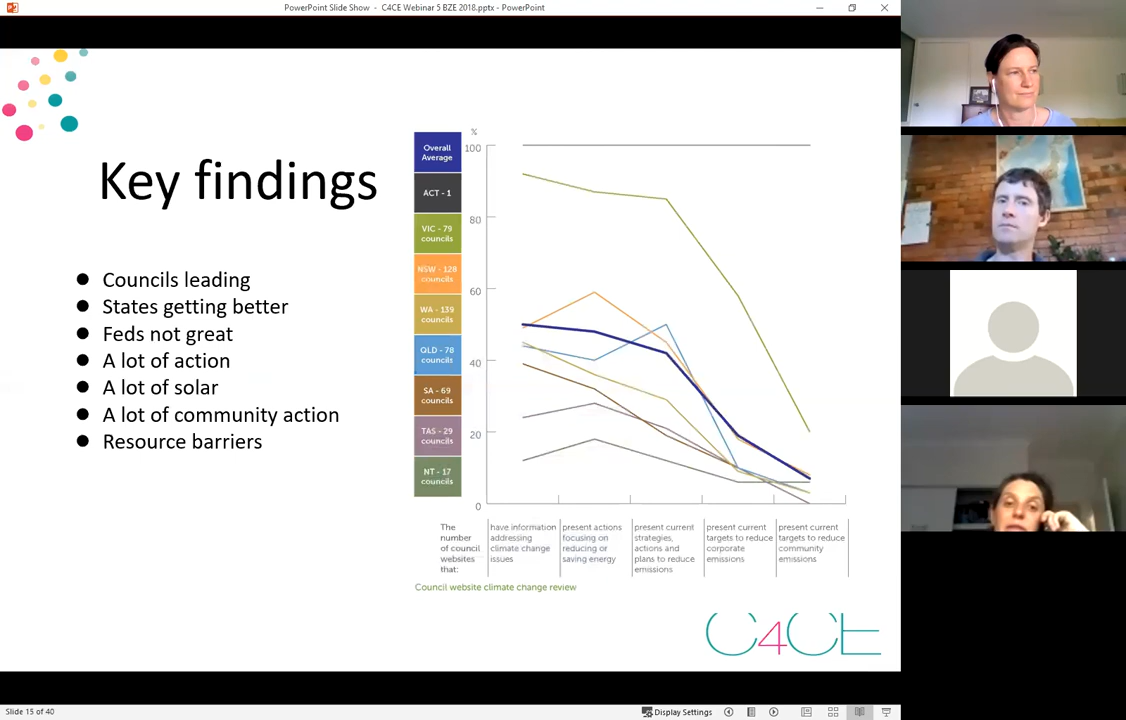 PowerPoint Slide Show - C4CE Webinar 5 BZE 2018.pptx - PowerPoint
Key findings
● Councils leading
● States getting better
● Feds not great
● A lot of action
● A lot of solar
● A lot of community action
● Resource barriers
Overall
Average
ACT - 1
VIC - 79
councils
NSW - 128
councils
WA - 139
councils
QLD - 78
councils
SA - 69
councils
TAS - 29
councils
NT - 17
councils
%
100
80
60
40
20
0
The
number
of council
websites
that:
have information
addressing
climate change
issues
present actions
focusing on
reducing or
saving energy
present current
strategies,
actions and
plans to reduce
emissions
present current
targets to reduce
corporate
emissions
present current
targets to reduce
community
emissions
Council website climate change review
C4CE
Slide 15 of 40
Display Settings